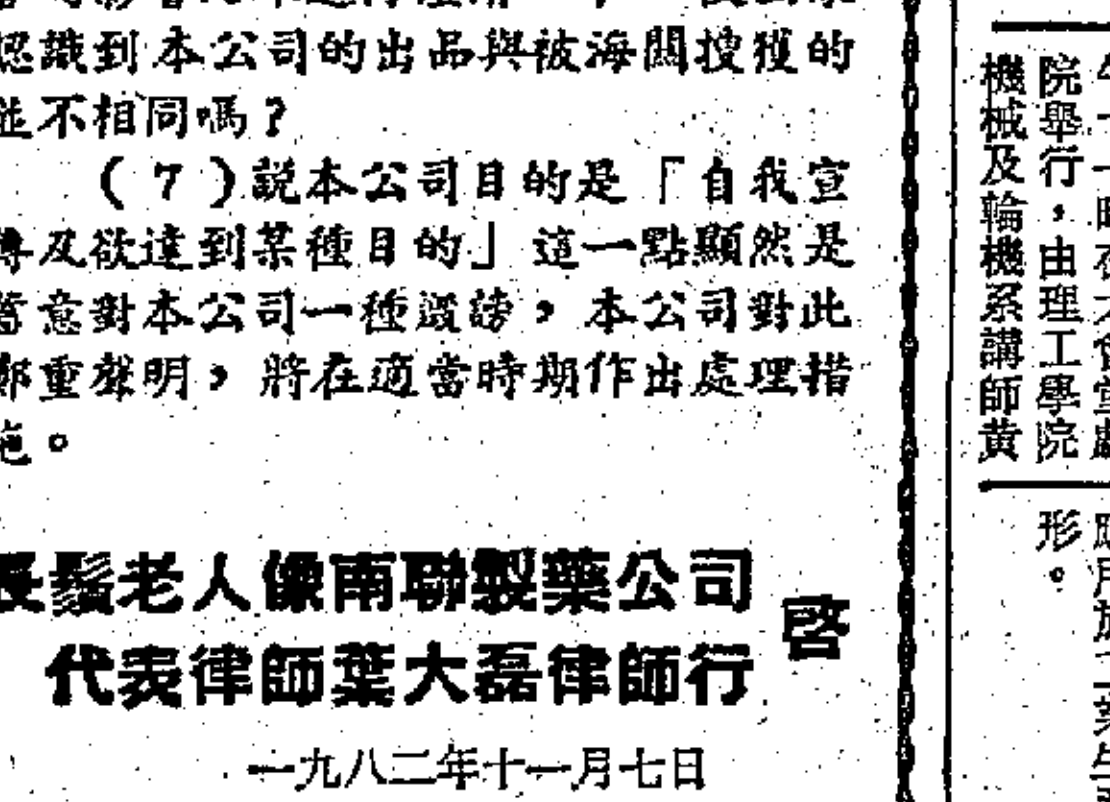 認識到本公司的出品與被海關搜獲的
並不相同嗎？
（7）說本公司目的是「自我宣
傳及欲達到某種目的」這一點顯然是
蓄意對本公司一種譭謗，本公司對此
鄭重聲明，將在適當時期作出處理措
施。
長鬚老人像南聯製藥公司
代表律師葉大磊律師行
啓
一九八二年十一月七日
院舉行，由理工學院
機械及輪機系講師黄
形。